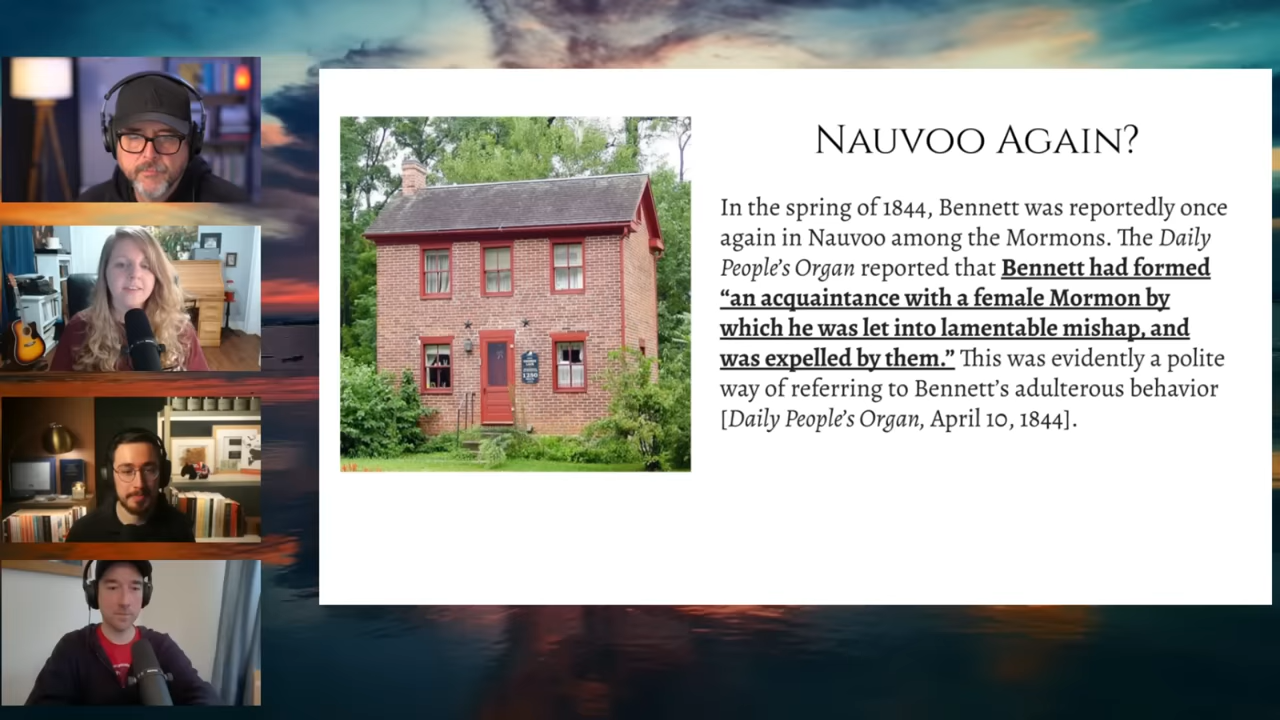 NAUVOO AGAIN?
In the spring of 1844, Bennett was reportedly once
again in Nauvoo among the Mormons. The Daily
People’s Organ reported that Bennett had formed
“an acquaintance with a female Mormon by
which he was let into lamentable mishap, and
was expelled by them.” This was evidently a polite
way of referring to Bennett’s adulterous behavior
[Daily People’s Organ, April 10, 1844].